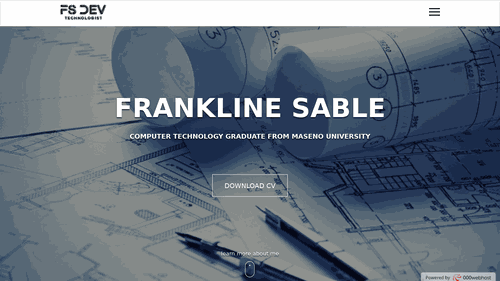 FS DEV
TECHNOLOGIST
FRANKLINE SABLE
COMPUTER TECHNOLOGY GRADUATE FROM MASENO UNIVERSITY
DOWNLOAD CV
learn more about me
Powered by 000webhost